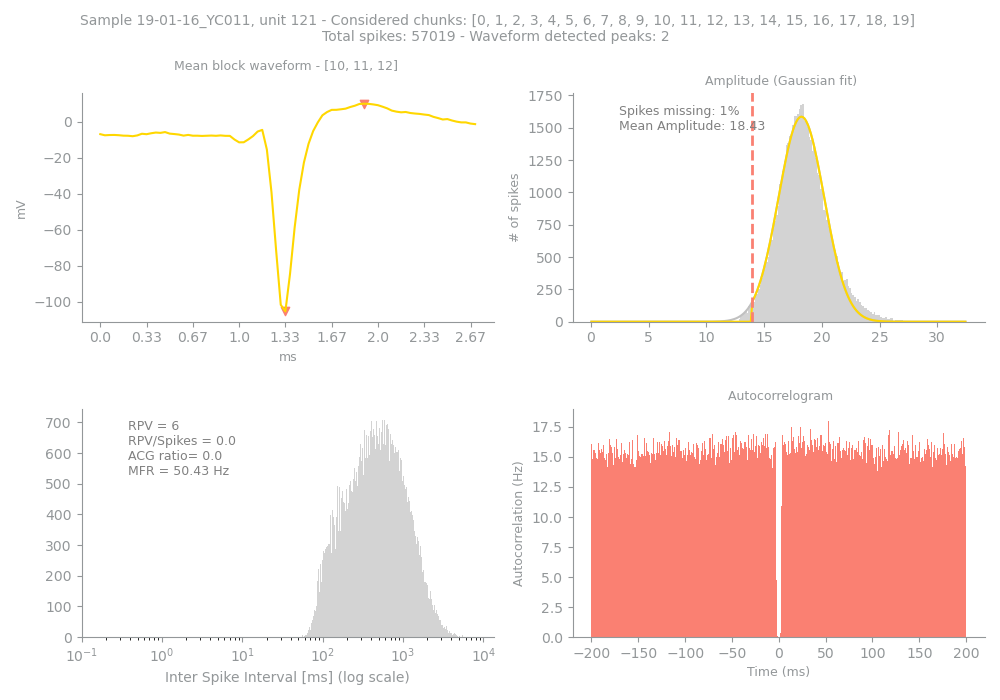 Sample 19-01-16_YC011, unit 121 - Considered chunks: [0, 1, 2, 3, 4, 5, 6, 7, 8, 9, 10, 11, 12, 13, 14, 15, 16, 17, 18, 19]
Total spikes: 57019 - Waveform detected peaks: 2
Mean block waveform - [10, 11, 12]
mV
0
−20
−40
−60
−80
−100
0.0 0.33 0.67 1.0 1.33 1.67 2.0 2.33 2.67
ms
Amplitude (Gaussian fit)
Spikes missing: 1%
Mean Amplitude: 18.43
# of spikes
1750
1500
1250
1000
750
500
250
0
0 5 10 15 20 25 30
RPV = 6
RPV/Spikes = 0.0
ACG ratio= 0.0
MFR = 50.43 Hz
700
600
500
400
300
200
100
0
10⁻¹ 10⁰ 10¹ 10² 10³ 10⁴
Inter Spike Interval [ms] (log scale)
Autocorrelogram
Autocorrelation (Hz)
17.5
15.0
12.5
10.0
7.5
5.0
2.5
0.0
−200 −150 −100 −50 0 50 100 150 200
Time (ms)